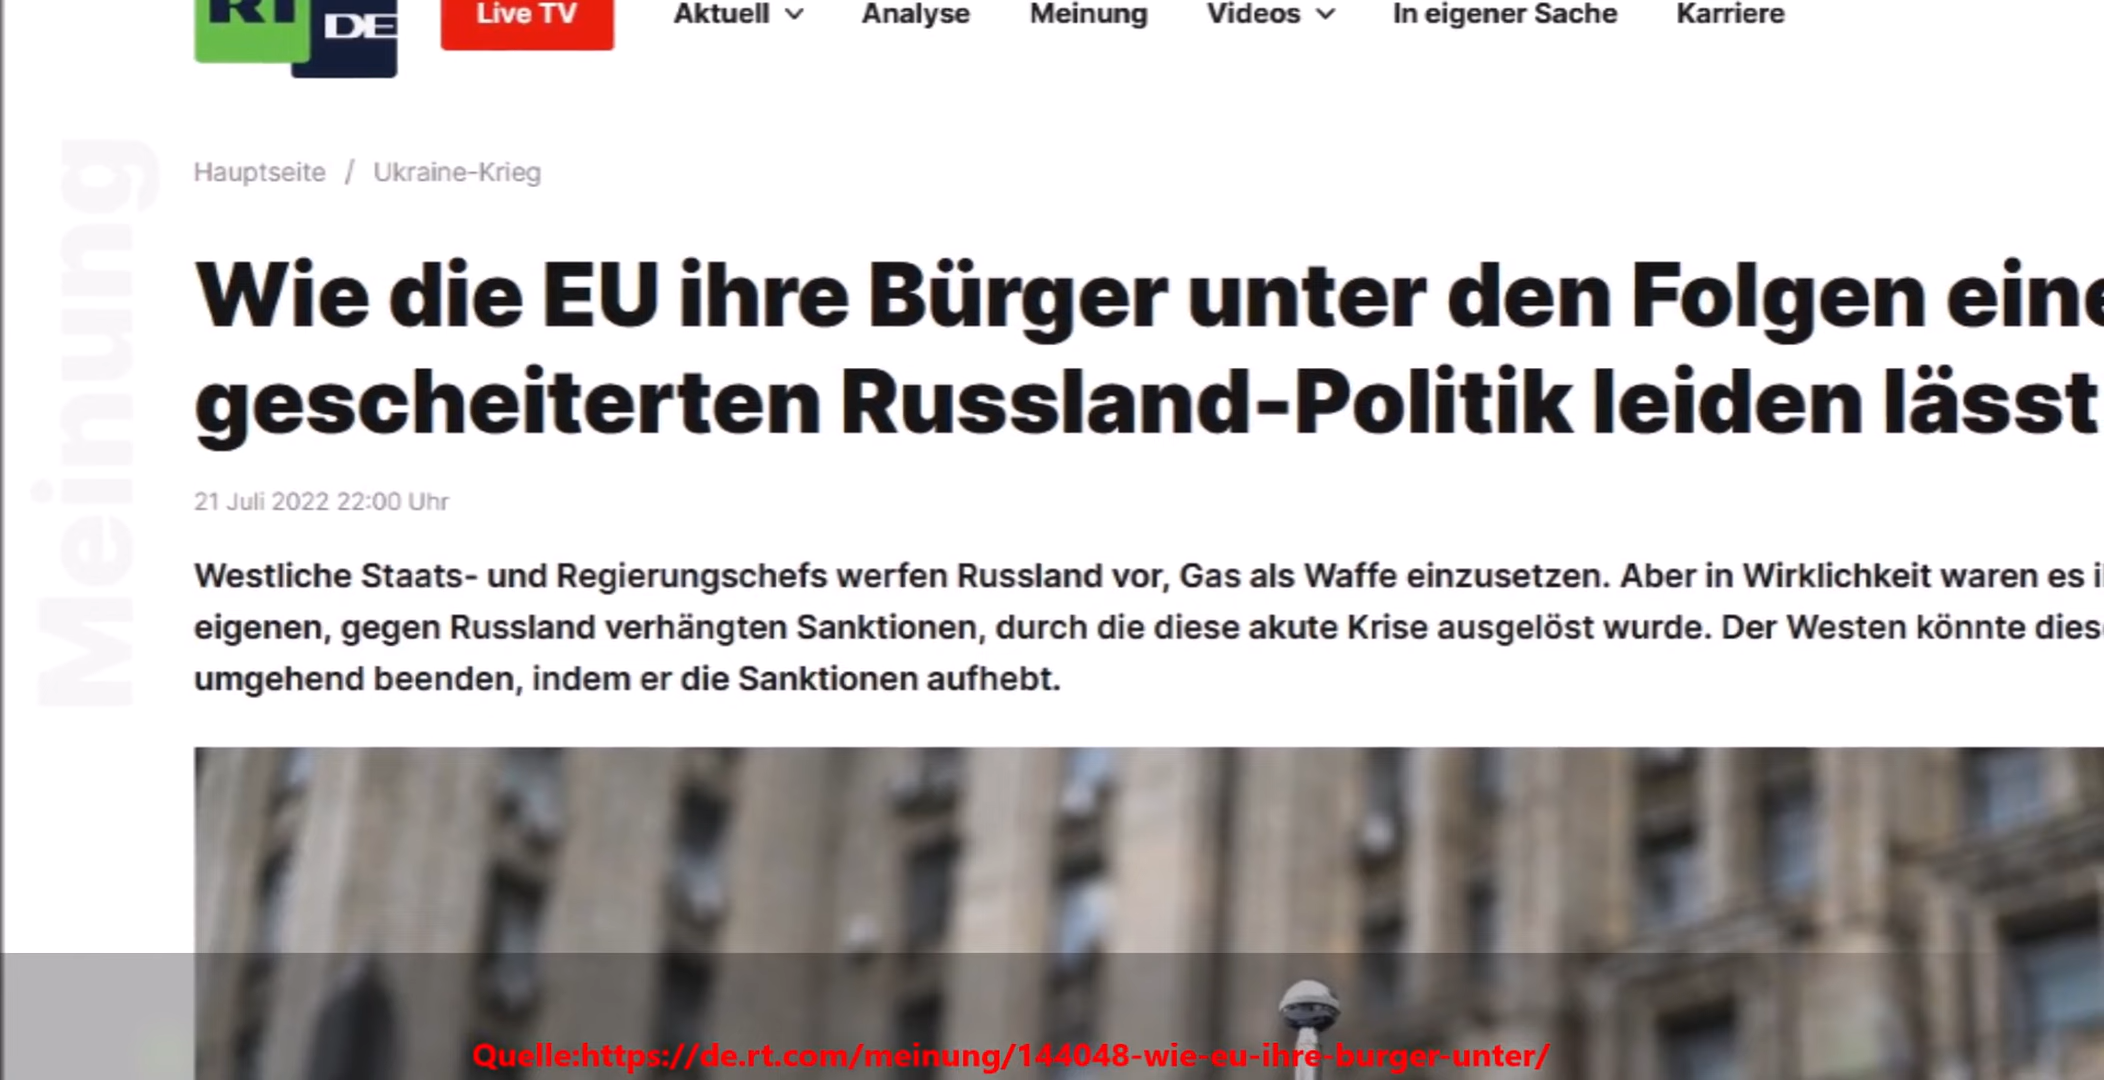 RT DE Live TV Aktuell Analyse Meinung Videos In eigener Sache Karriere
Meinung
Hauptseite / Ukraine-Krieg
Wie die EU ihre Bürger unter den Folgen eine
gescheiterten Russland-Politik leiden lässt
21 Juli 2022 22:00 Uhr
Westliche Staats- und Regierungschefs werfen Russland vor, Gas als Waffe einzusetzen. Aber in Wirklichkeit waren es i
eigenen, gegen Russland verhängten Sanktionen, durch die diese akute Krise ausgelöst wurde. Der Westen könnte dies
umgehend beenden, indem er die Sanktionen aufhebt.
Quelle:https://de.rt.com/meinung/144048-wie-eu-ihre-burger-unter/